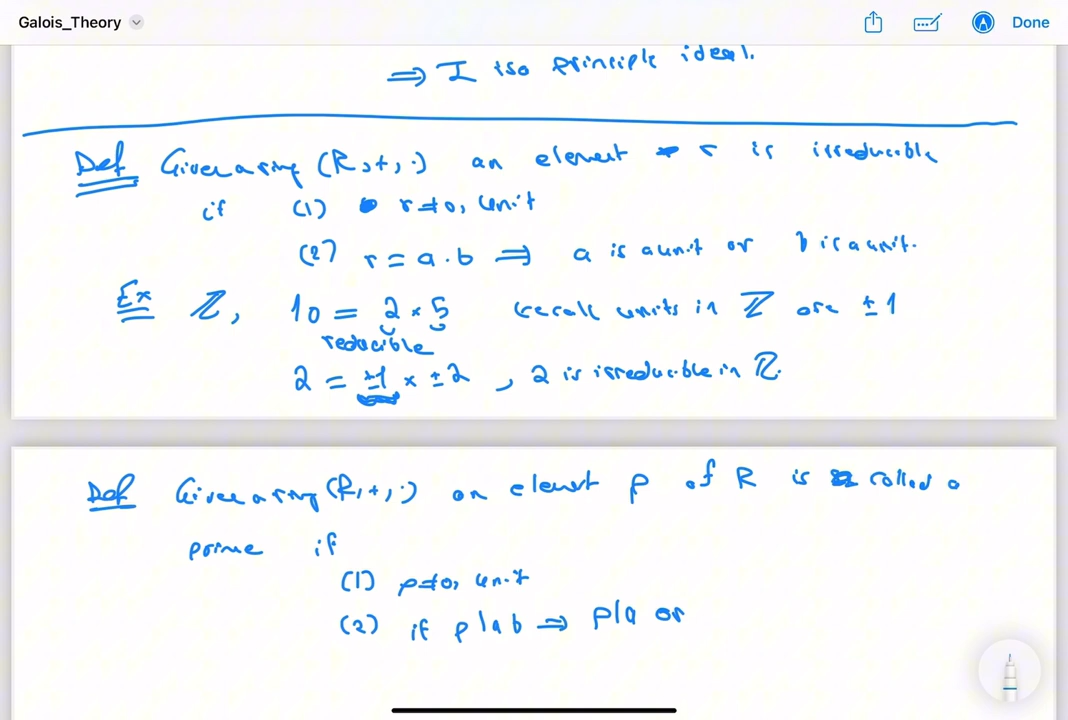 Galois_Theory
Done
⟹ I is a principle ideal.
Def Given a ring (R,+,·) an element r is irreducible
if (1) r≠0, unit
(2) r = a·b ⟹ a is a unit or b is a unit.
Ex ℤ, 10 = 2 × 5 recall units in ℤ are ±1
reducible
2 = ±1 × ±2 , 2 is irreducible in ℤ.
Def Given a ring (R,+,·) an element p of R is called a
prime if
(1) p≠0, unit
(2) if p|ab ⟹ p|a or